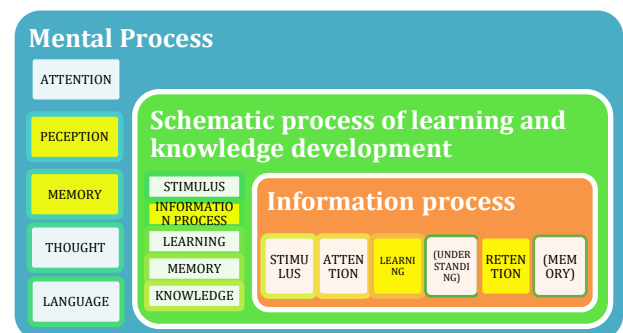 Mental Process
ATTENTION
PECEPTION
MEMORY
THOUGHT
LANGUAGE
Schematic process of learning and
knowledge development
STIMULUS
INFORMATIO
N PROCESS
LEARNING
MEMORY
KNOWLEDGE
Information process
STIMU
LUS
ATTEN
TION
LEARNI
NG
(UNDER
STANDI
NG)
RETEN
TION
(MEM
ORY)